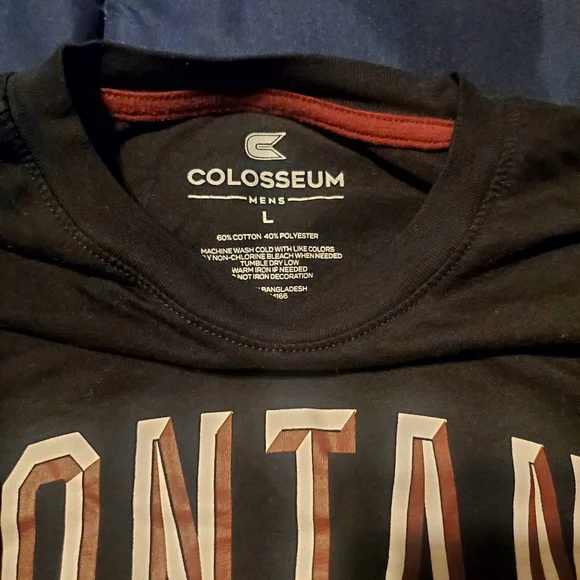 COLOSSEUM
MENS
L
60% COTTON 40% POLYESTER
MACHINE WASH COLD WITH LIKE COLORS
NON-CHLORINE BLEACH WHEN NEEDED
TUMBLE DRY LOW
WARM IRON IF NEEDED
NOT IRON DECORATION
BANGLADESH
ONTAN